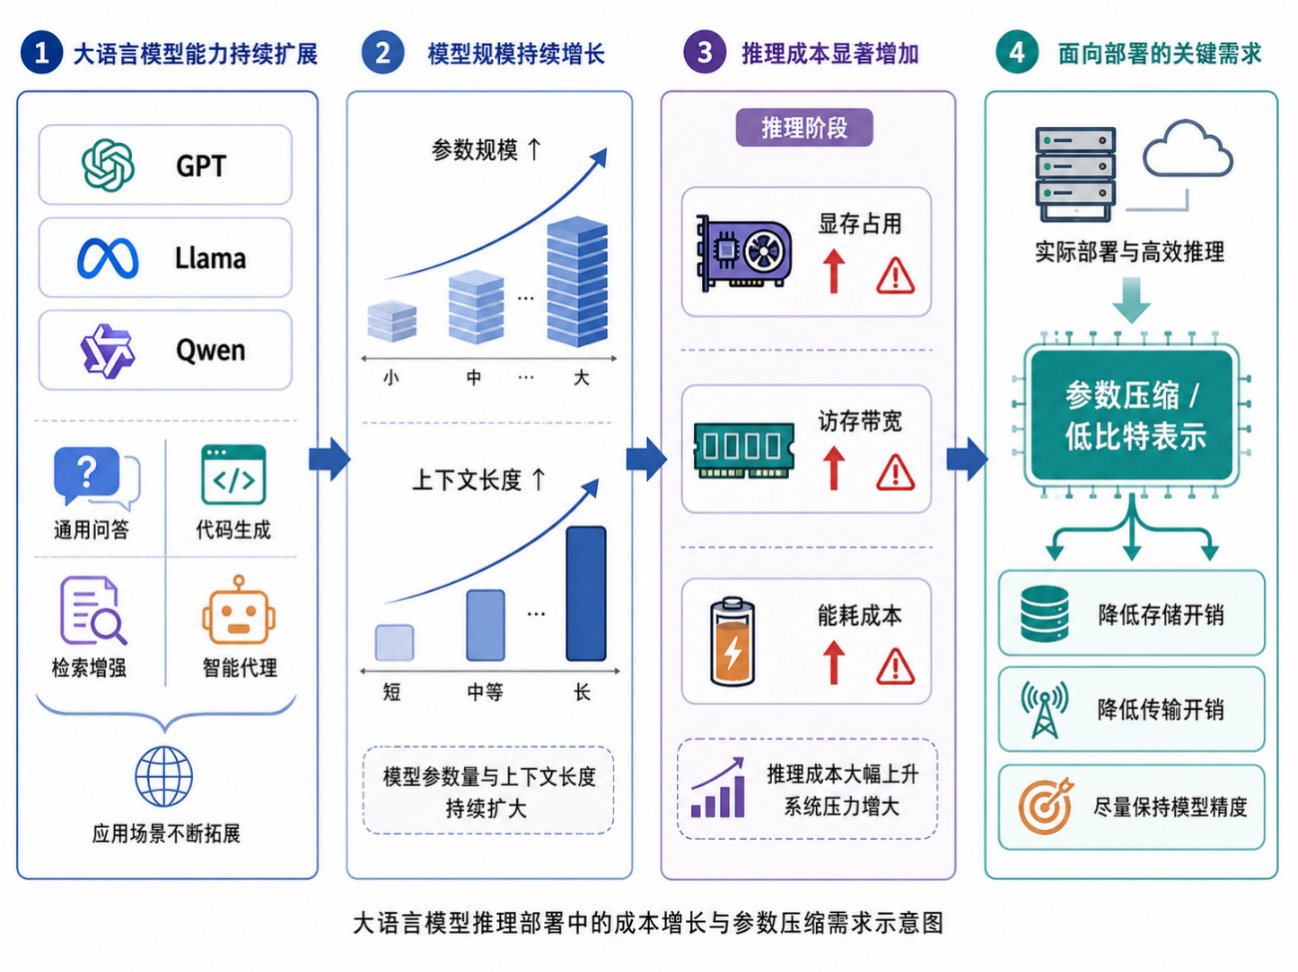 1 大语言模型能力持续扩展
GPT
Llama
Qwen
?
通用问答
</>
代码生成
检索增强
智能代理
应用场景不断拓展
2 模型规模持续增长
参数规模 ↑
...
小 中 ... 大
上下文长度 ↑
...
短 中等 长
模型参数量与上下文长度
持续扩大
3 推理成本显著增加
推理阶段
显存占用
访存带宽
能耗成本
推理成本大幅上升
系统压力增大
4 面向部署的关键需求
实际部署与高效推理
参数压缩 /
低比特表示
降低存储开销
降低传输开销
尽量保持模型精度
大语言模型推理部署中的成本增长与参数压缩需求示意图